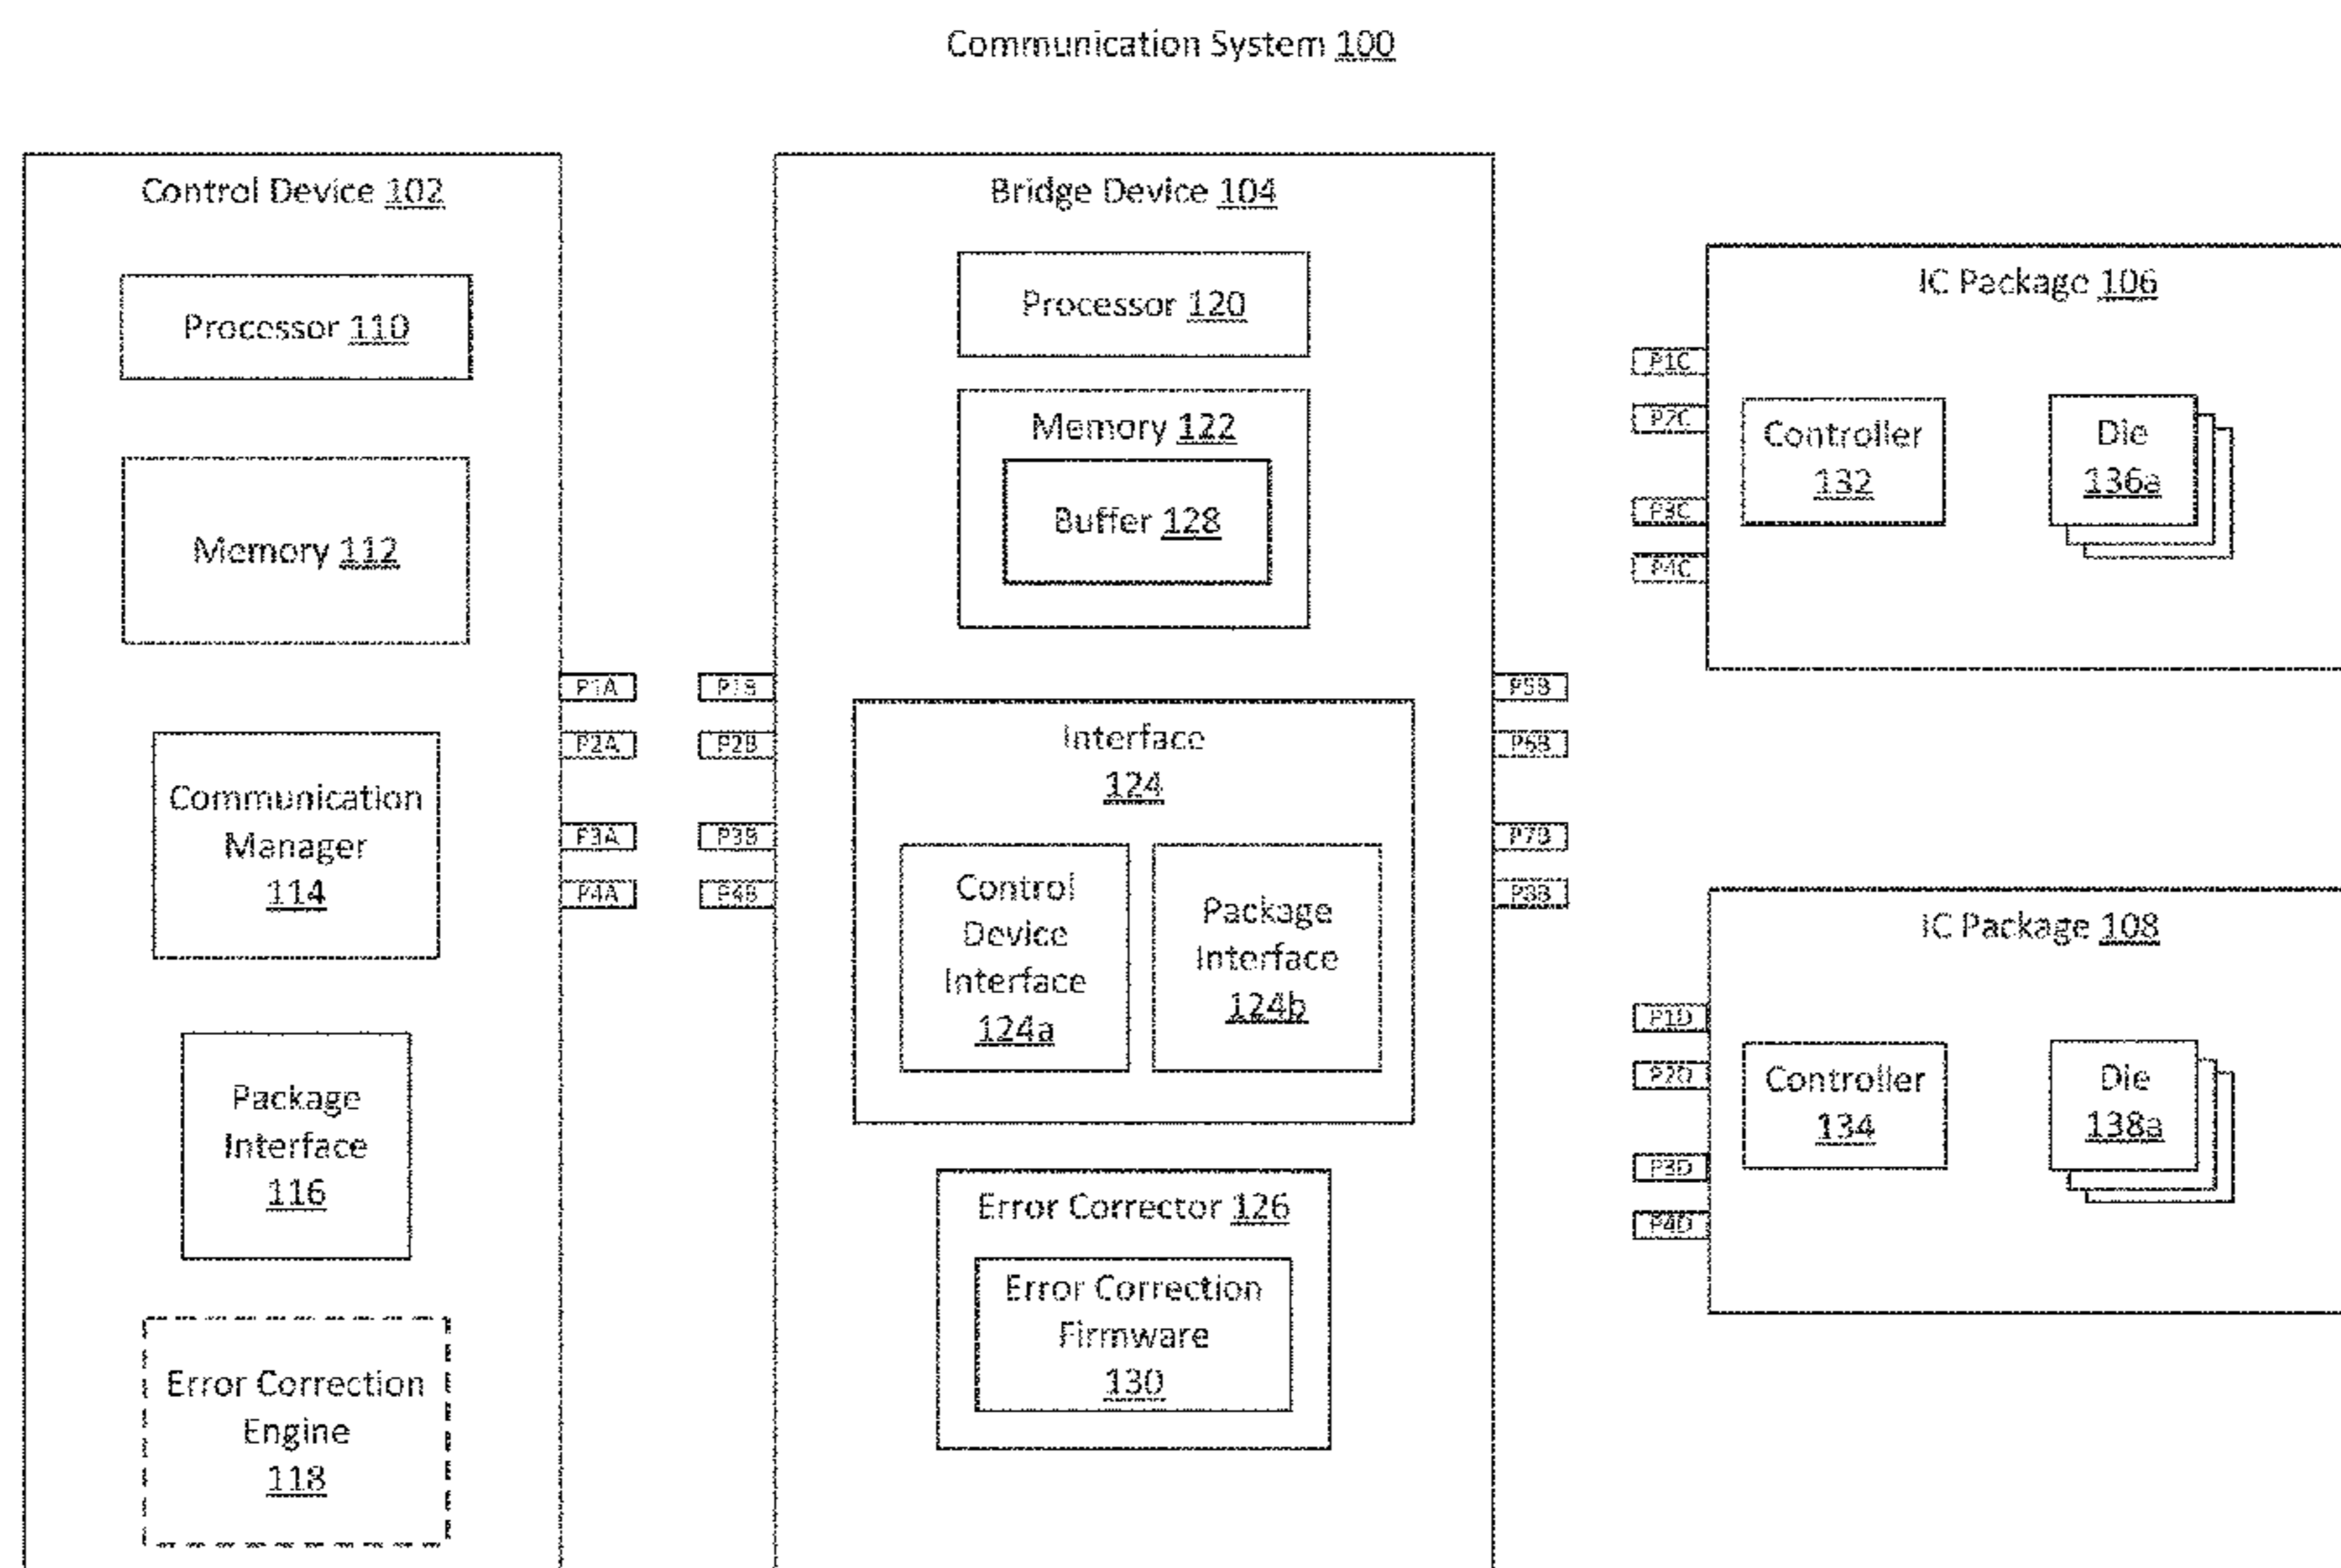 Communication System 100
Control Device 102
Processor 110
Memory 112
Communication
Manager
114
Package
Interface
116
Error Correction
Engine
118
P1A
P2A
P3A
P4A
P1B
P2B
P3B
P4B
Bridge Device 104
Processor 120
Memory 122
Buffer 128
Interface
124
Control
Device
Interface
124a
Package
Interface
124b
Error Corrector 126
Error Correction
Firmware
130
P5B
P6B
P7B
P8B
IC Package 106
P1C
P2C
P3C
P4C
Controller
132
Die
136a
IC Package 108
P1D
P2D
P3D
P4D
Controller
134
Die
138a